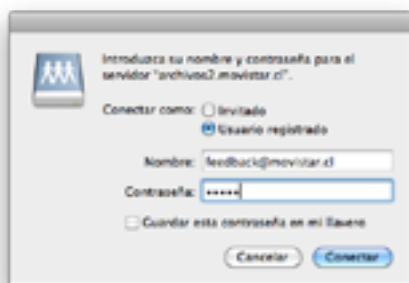 Introduzca su nombre y contraseña para el
servidor "archivos2.movistar.cl".
Conectar como: Invitado
Usuario registrado
Nombre: feedback@movistar.cl
Contraseña: •••••
Guardar esta contraseña en mi llavero
Cancelar Conectar